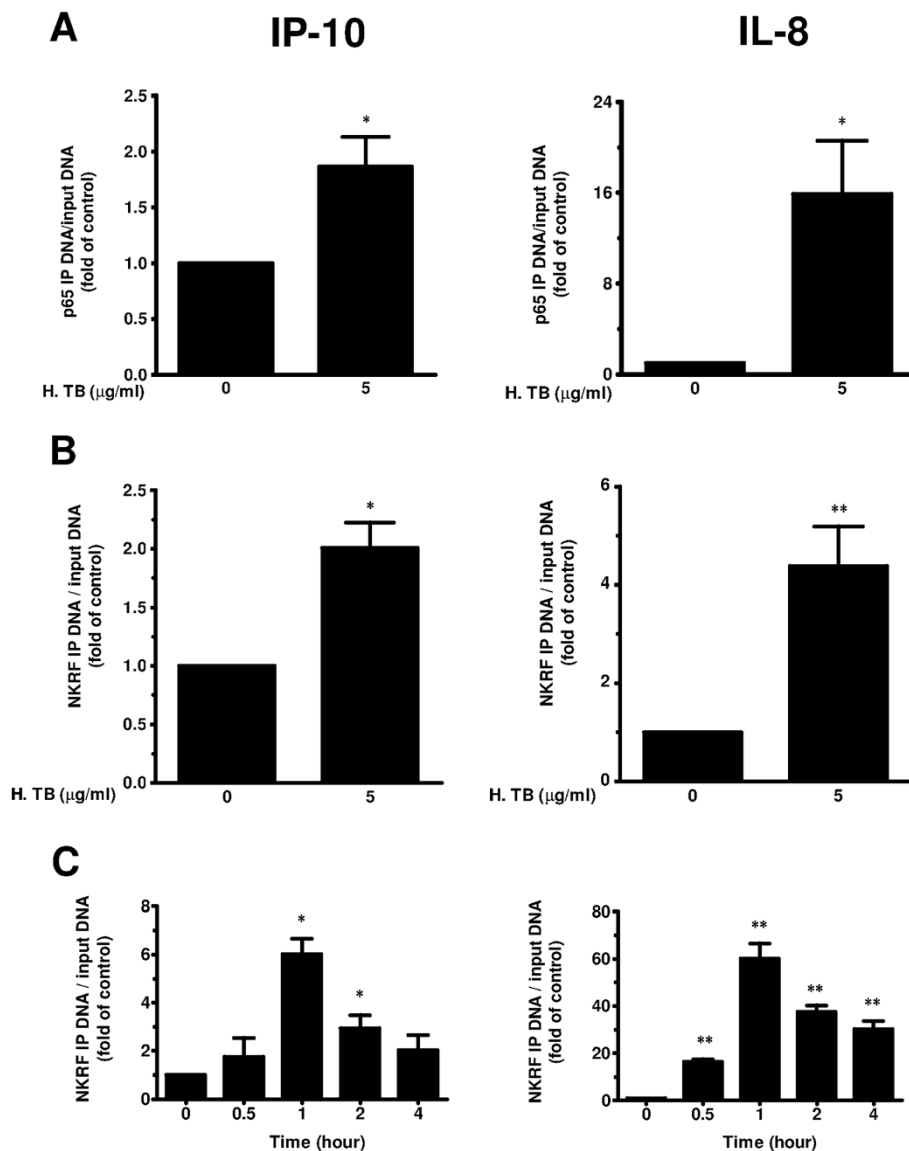 A
IP-10
IL-8
p65 IP DNA/input DNA
(fold of control)
2.5
2.0
1.5
1.0
0.5
0.0
*
H. TB (μg/ml)
0
5
p65 IP DNA/input DNA
(fold of control)
24
16
8
0
*
H. TB (μg/ml)
0
5
B
NKRF IP DNA / input DNA
(fold of control)
2.5
2.0
1.5
1.0
0.5
0.0
*
H. TB (μg/ml)
0
5
NKRF IP DNA / input DNA
(fold of control)
6
4
2
0
**
H. TB (μg/ml)
0
5
C
NKRF IP DNA / input DNA
(fold of control)
8
6
4
2
0
*
*
0 0.5 1 2 4
Time (hour)
NKRF IP DNA / input DNA
(fold of control)
80
60
40
20
0
**
**
**
**
0 0.5 1 2 4
Time (hour)